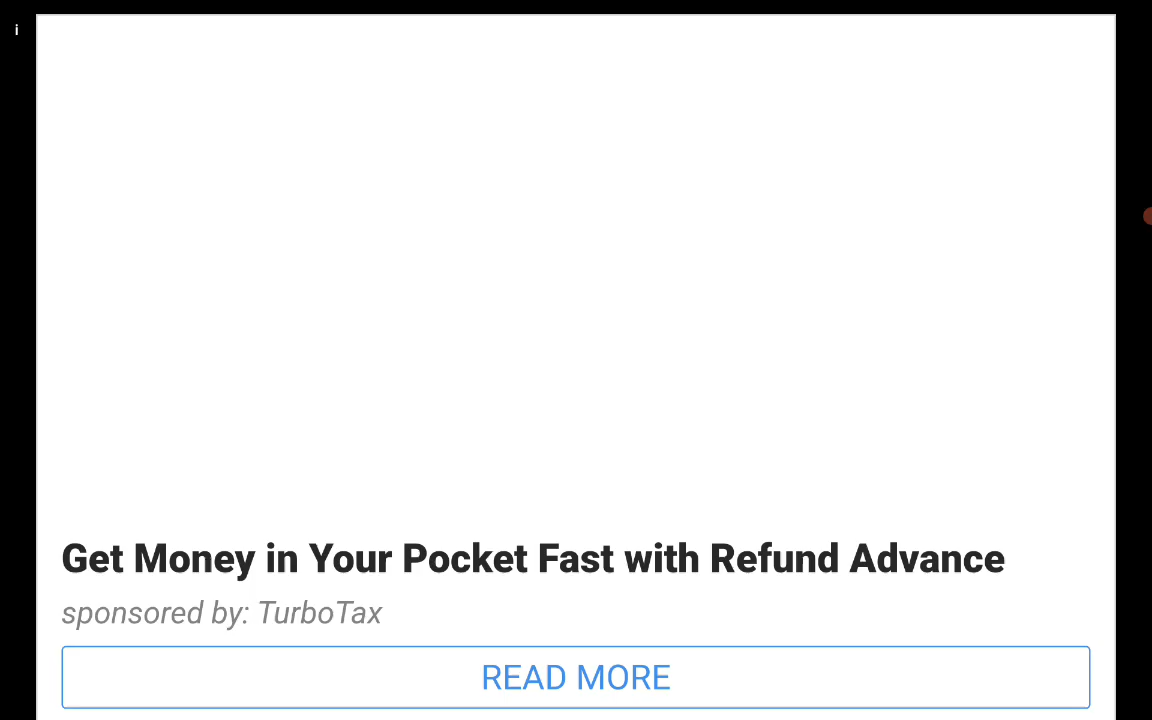 i
Get Money in Your Pocket Fast with Refund Advance
sponsored by: TurboTax
READ MORE